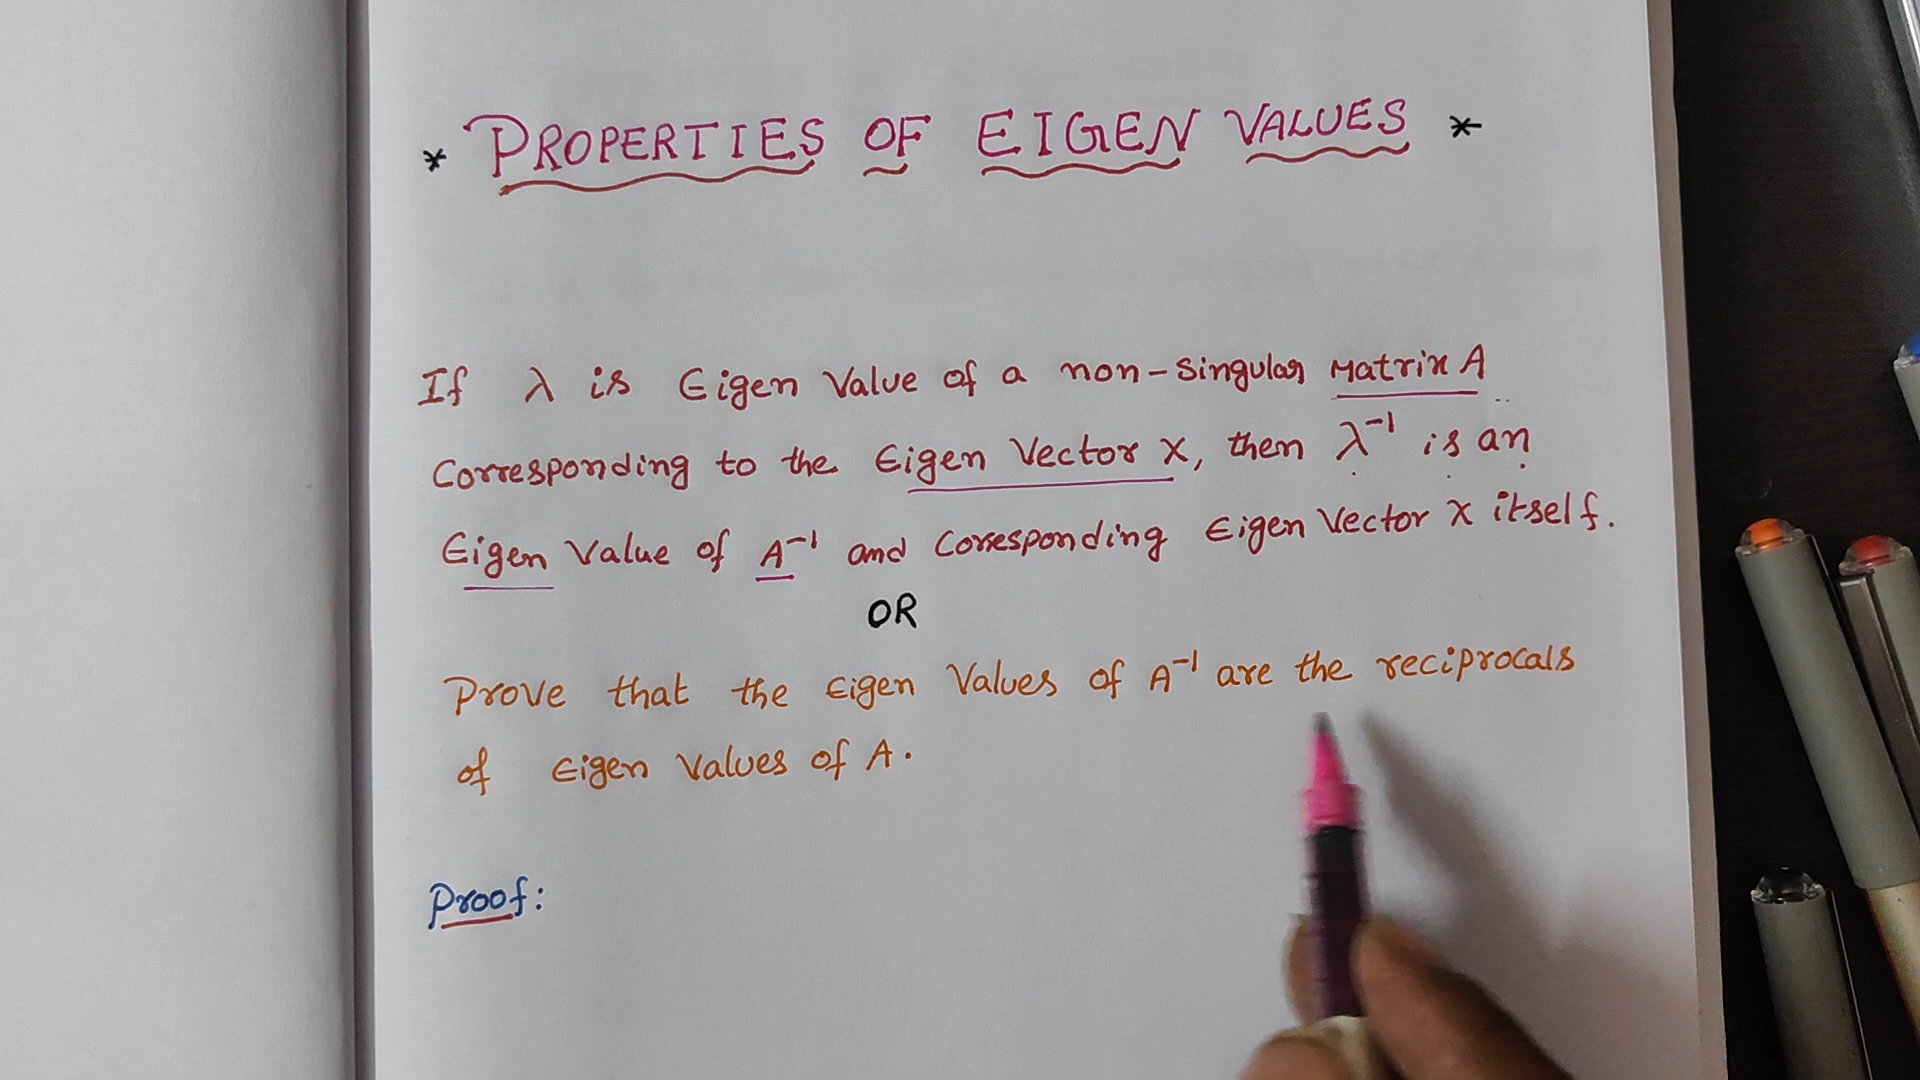 * PROPERTIES OF EIGEN VALUES *
If λ is Eigen Value of a non-singular Matrix A
Corresponding to the Eigen Vector X, then λ⁻¹ is an
Eigen Value of A⁻¹ and Corresponding Eigen Vector X itself.
OR
Prove that the Eigen Values of A⁻¹ are the reciprocals
of Eigen Values of A.
Proof: